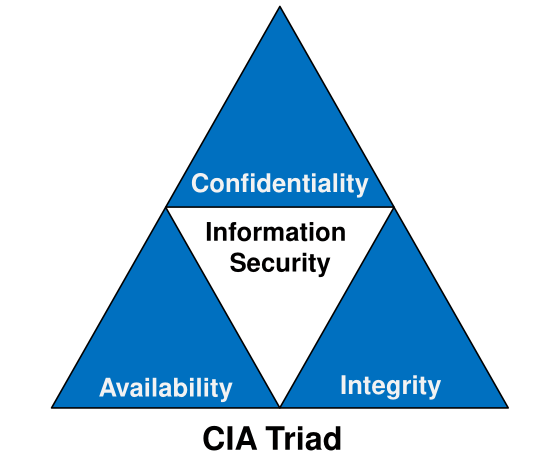 Confidentiality
Information
Security
Availability
Integrity
CIA Triad